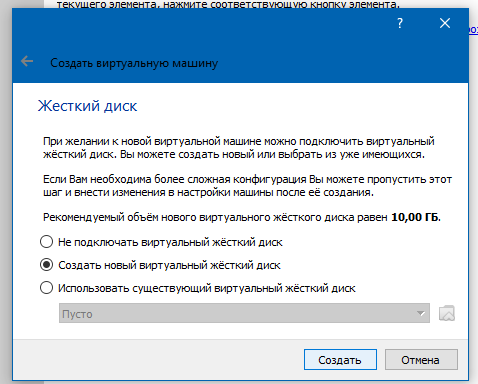 текущего элемента, нажмите соответствующую кнопку элемента.
?
Создать виртуальную машину
Жесткий диск
При желании к новой виртуальной машине можно подключить виртуальный
жёсткий диск. Вы можете создать новый или выбрать из уже имеющихся.
Если Вам необходима более сложная конфигурация Вы можете пропустить этот
шаг и внести изменения в настройки машины после её создания.
Рекомендуемый объём нового виртуального жёсткого диска равен 10,00 ГБ.
Не подключать виртуальный жёсткий диск
Создать новый виртуальный жёсткий диск
Использовать существующий виртуальный жёсткий диск
Пусто
Создать
Отмена